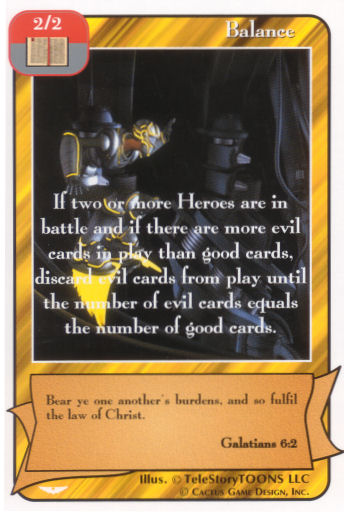 2/2
Balance
If two or more Heroes are in
battle and if there are more evil
cards in play than good cards,
discard evil cards from play until
the number of evil cards equals
the number of good cards.
Bear ye one another's burdens, and so fulfil
the law of Christ.
Galatians 6:2
Illus. © TeleStoryTOONS LLC
© Cactus Game Design, Inc.